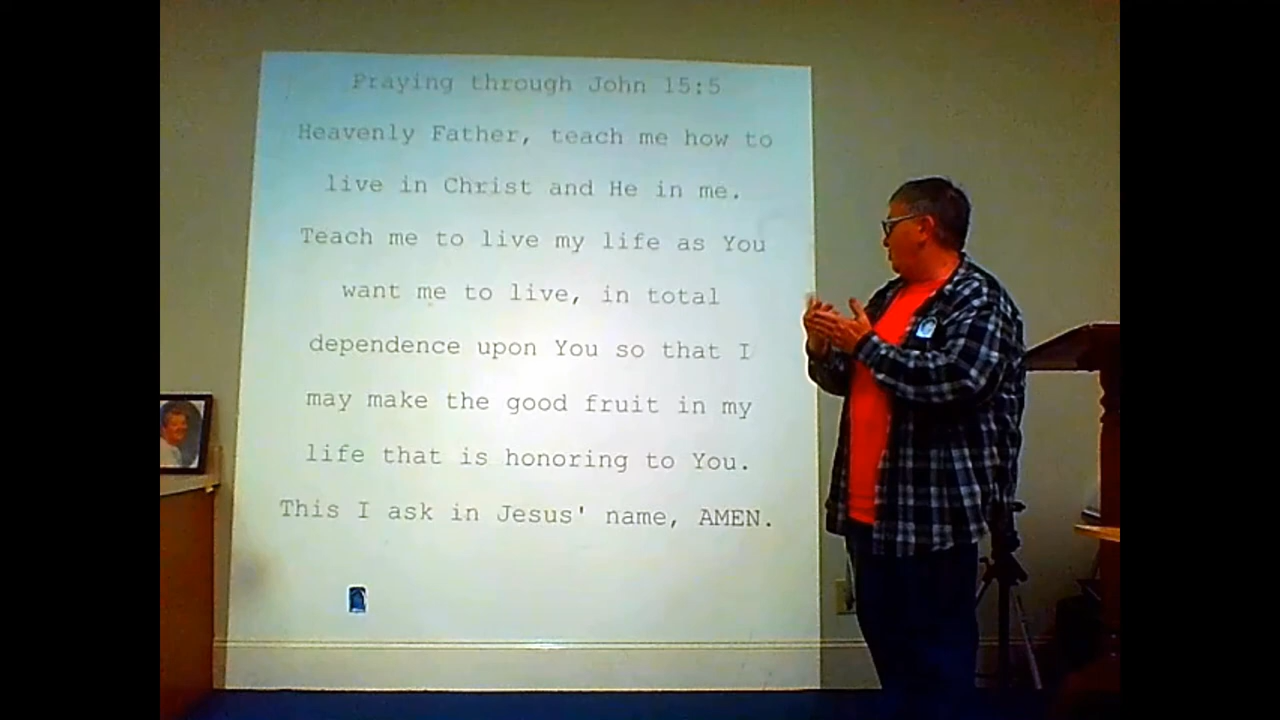 Praying through John 15:5
Heavenly Father, teach me how to
live in Christ and He in me.
Teach me to live my life as You
want me to live, in total
dependence upon You so that I
may make the good fruit in my
life that is honoring to You.
This I ask in Jesus' name, AMEN.